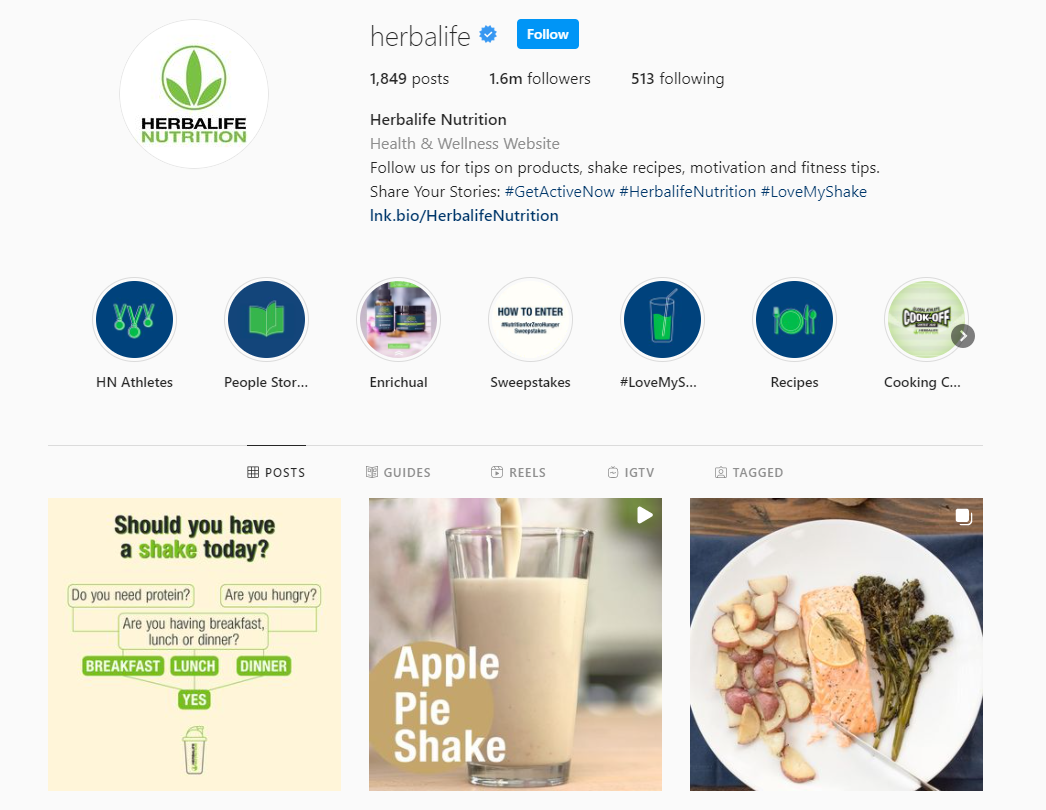 herbalife
Follow
1,849 posts
1.6m followers
513 following
HERBALIFE
NUTRITION
Herbalife Nutrition
Health & Wellness Website
Follow us for tips on products, shake recipes, motivation and fitness tips.
Share Your Stories: #GetActiveNow #HerbalifeNutrition #LoveMyShake
lnk.bio/HerbalifeNutrition
HOW TO ENTER
#NutritionforZeroHunger
Sweepstakes
COOK-OFF
HN Athletes
People Stor...
Enrichual
Sweepstakes
#LoveMyS...
Recipes
Cooking C...
POSTS
GUIDES
REELS
IGTV
TAGGED
Should you have
a shake today?
Do you need protein?
Are you hungry?
Are you having breakfast,
lunch or dinner?
BREAKFAST
LUNCH
DINNER
YES
Apple
Pie
Shake